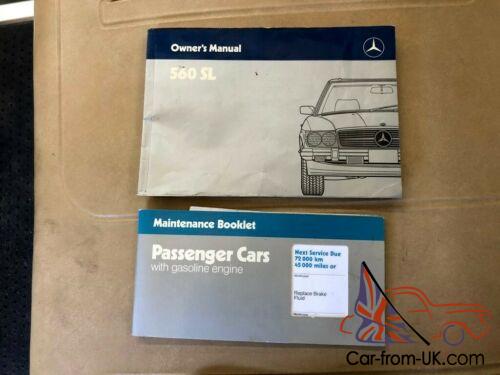 Owner's Manual
560 SL
Maintenance Booklet
Passenger Cars
with gasoline engine
Next Service Due
72 000 km
45 000 miles or
Replace Brake
Fluid
Car-from-UK.com